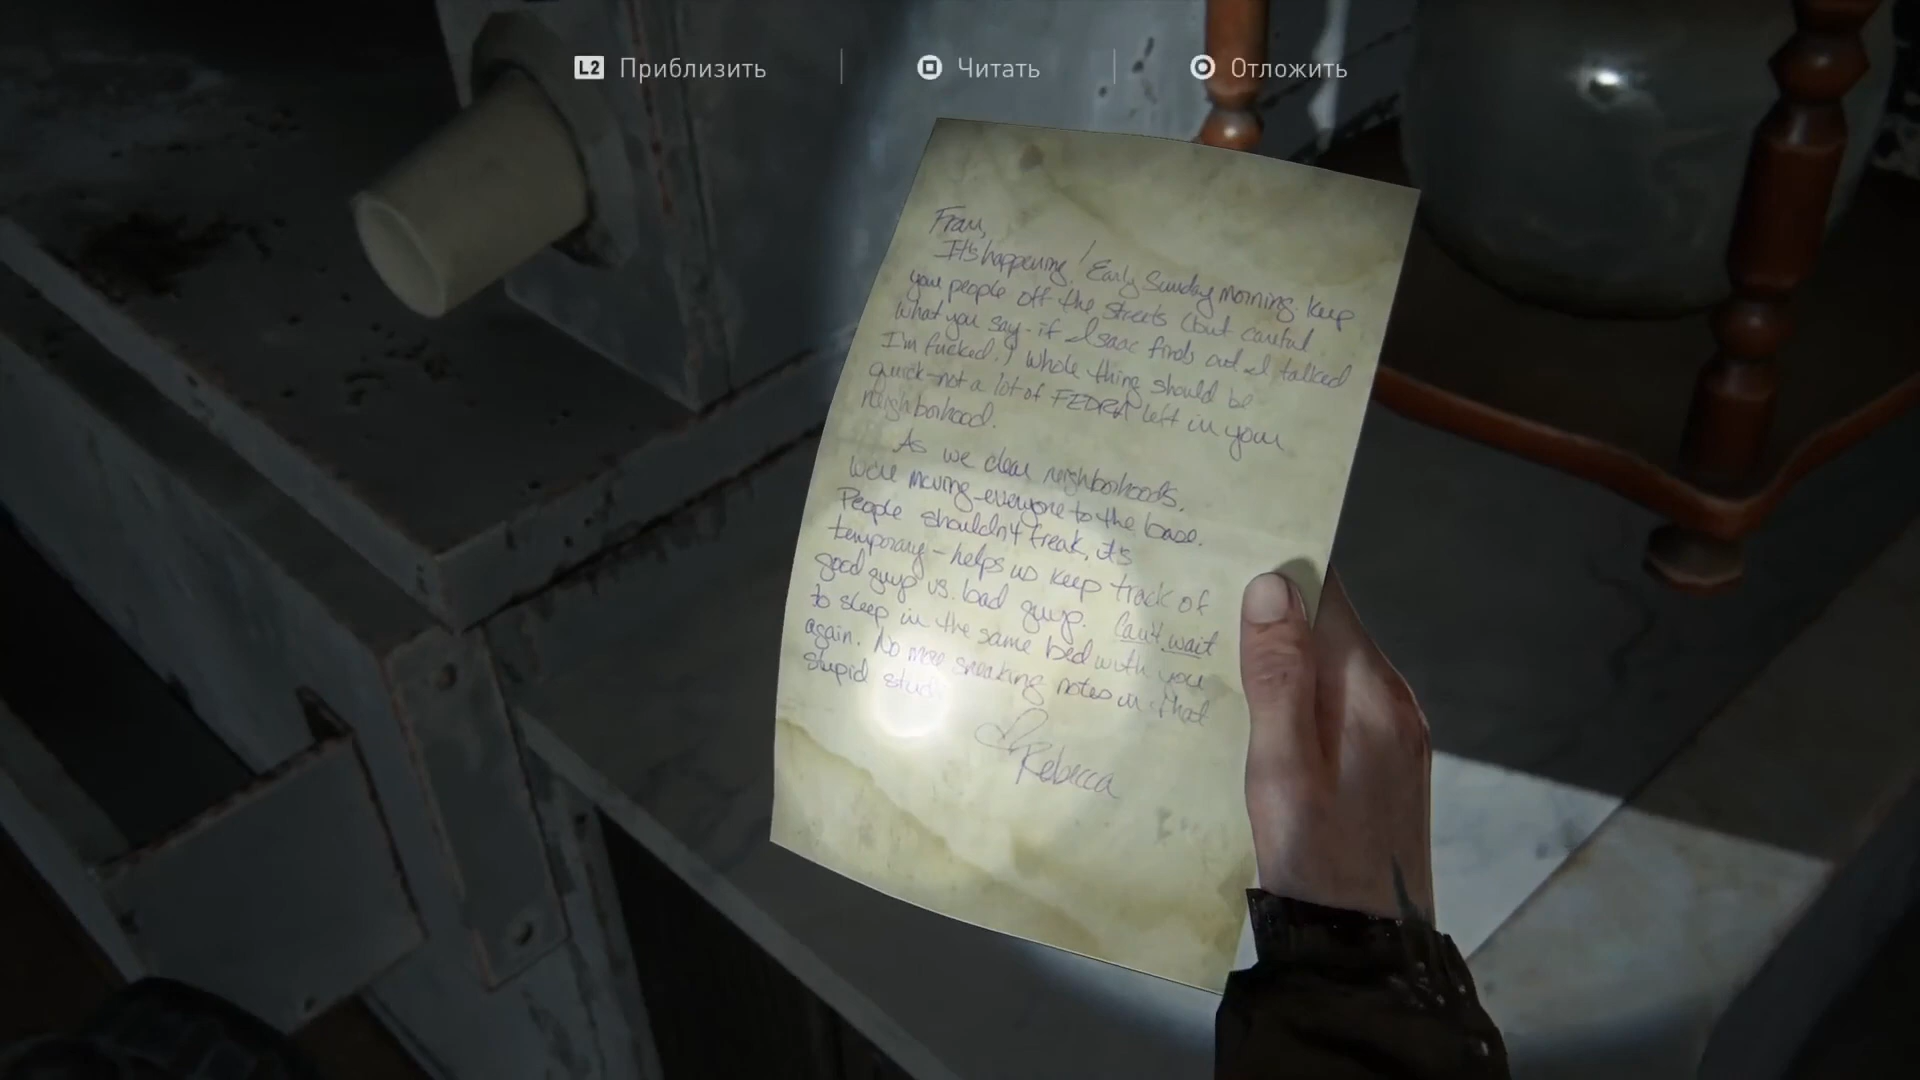 L2 Приблизить
Читать
Отложить
Fran,
It's happening! Early Sunday morning. Keep
your people off the streets (but careful
what you say - if Isaac finds out I talked
I'm fucked.) Whole thing should be
quick - not a lot of FEDRA left in your
neighborhood.
As we clear neighborhoods,
we're moving everyone to the base.
People shouldn't freak, it's
temporary - helps us keep track of
good guys vs. bad guys. Can't wait
to sleep in the same bed with you
again. No more sneaking notes in that
stupid
Rebecca